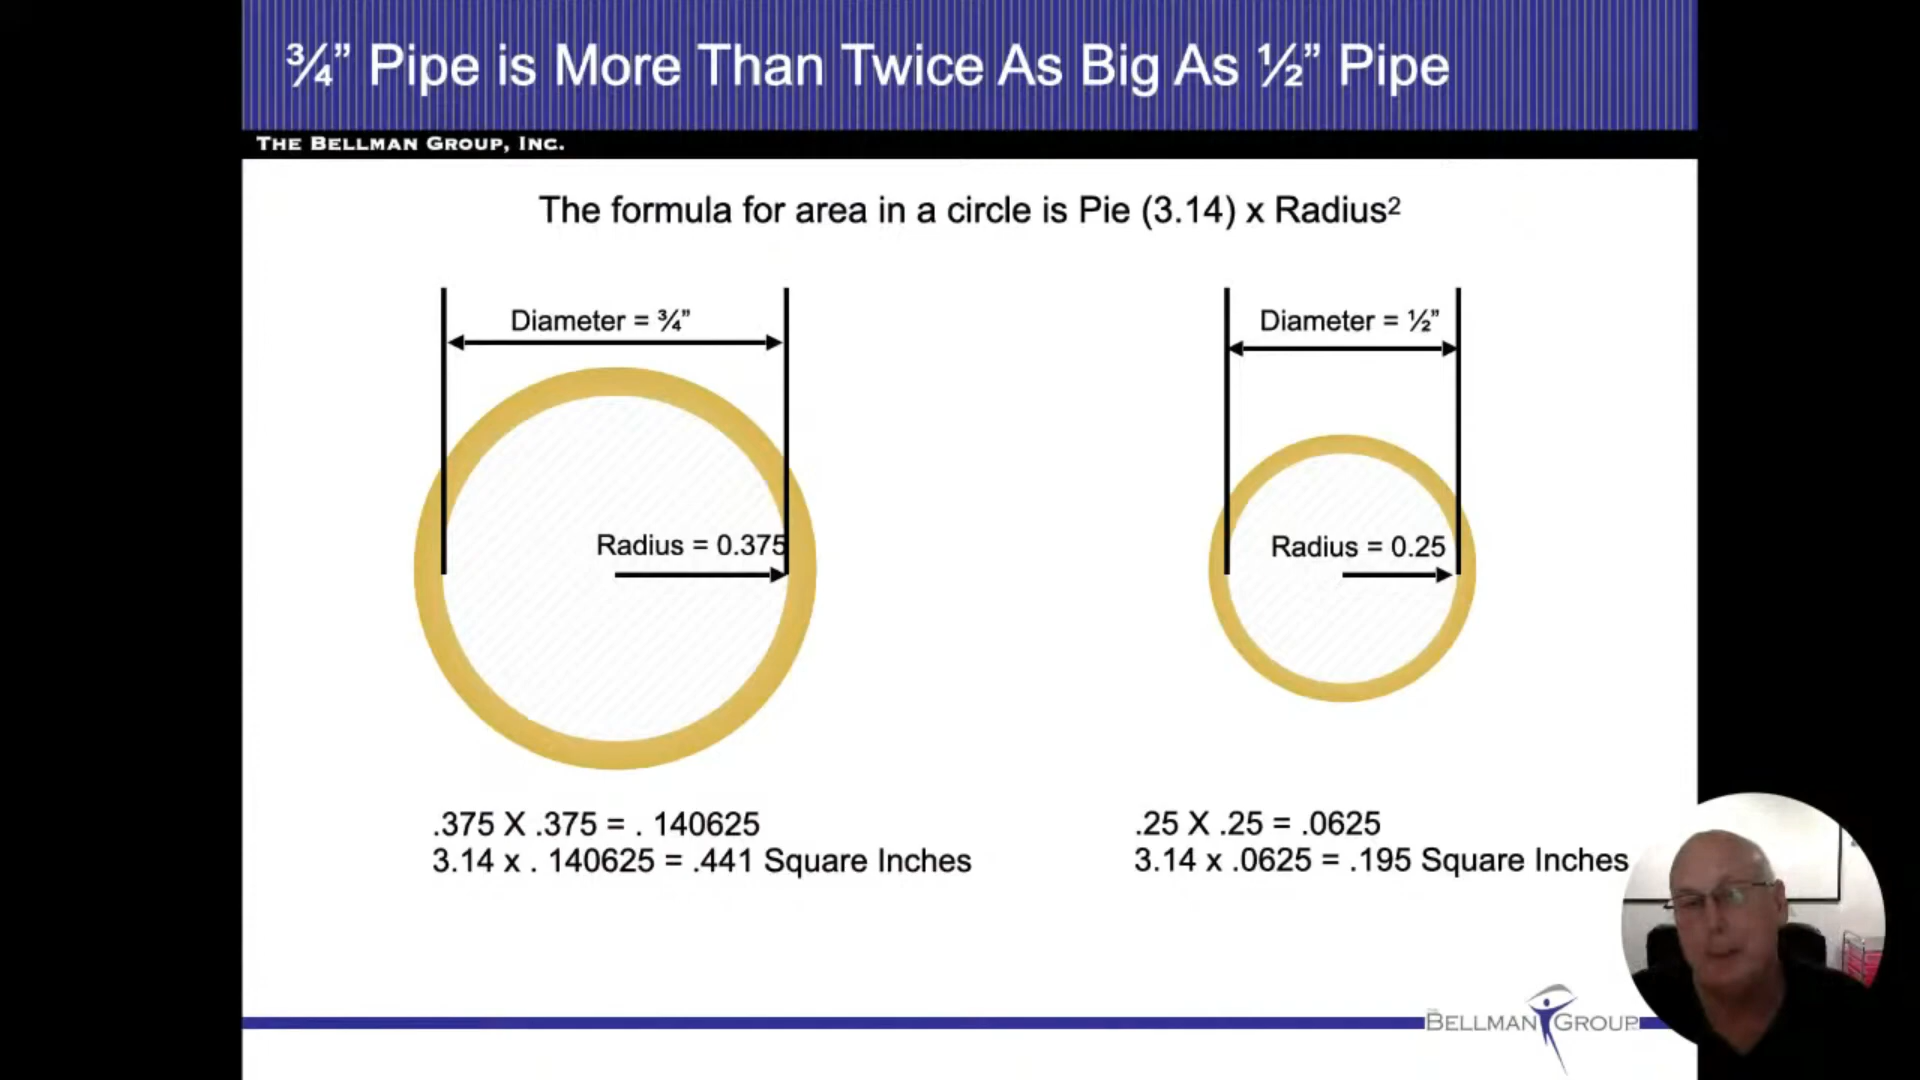 ¾” Pipe is More Than Twice As Big As ½” Pipe
THE BELLMAN GROUP, INC.
The formula for area in a circle is Pie (3.14) x Radius²
Diameter = ¾”
Diameter = ½”
Radius = 0.375
Radius = 0.25
.375 X .375 = . 140625
3.14 x . 140625 = .441 Square Inches
.25 X .25 = .0625
3.14 x .0625 = .195 Square Inches
THE BELLMAN GROUP